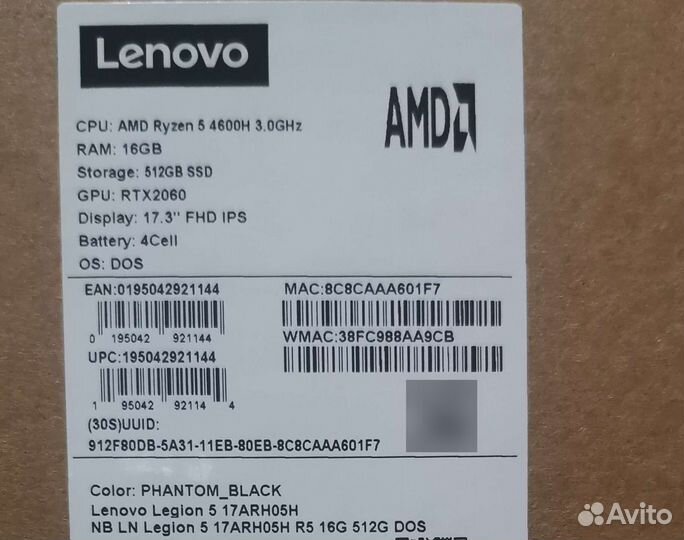 Lenovo
AMD
CPU: AMD Ryzen 5 4600H 3.0GHz
RAM: 16GB
Storage: 512GB SSD
GPU: RTX2060
Display: 17.3" FHD IPS
Battery: 4Cell
OS: DOS
EAN:0195042921144
0 195042 921144
UPC:195042921144
1 95042 92114 4
MAC:8C8CAAA601F7
WMAC:38FC988AA9CB
(30S)UUID:
912F80DB-5A31-11EB-80EB-8C8CAAA601F7
Color: PHANTOM_BLACK
Lenovo Legion 5 17ARH05H
NB LN Legion 5 17ARH05H R5 16G 512G DOS
Avito